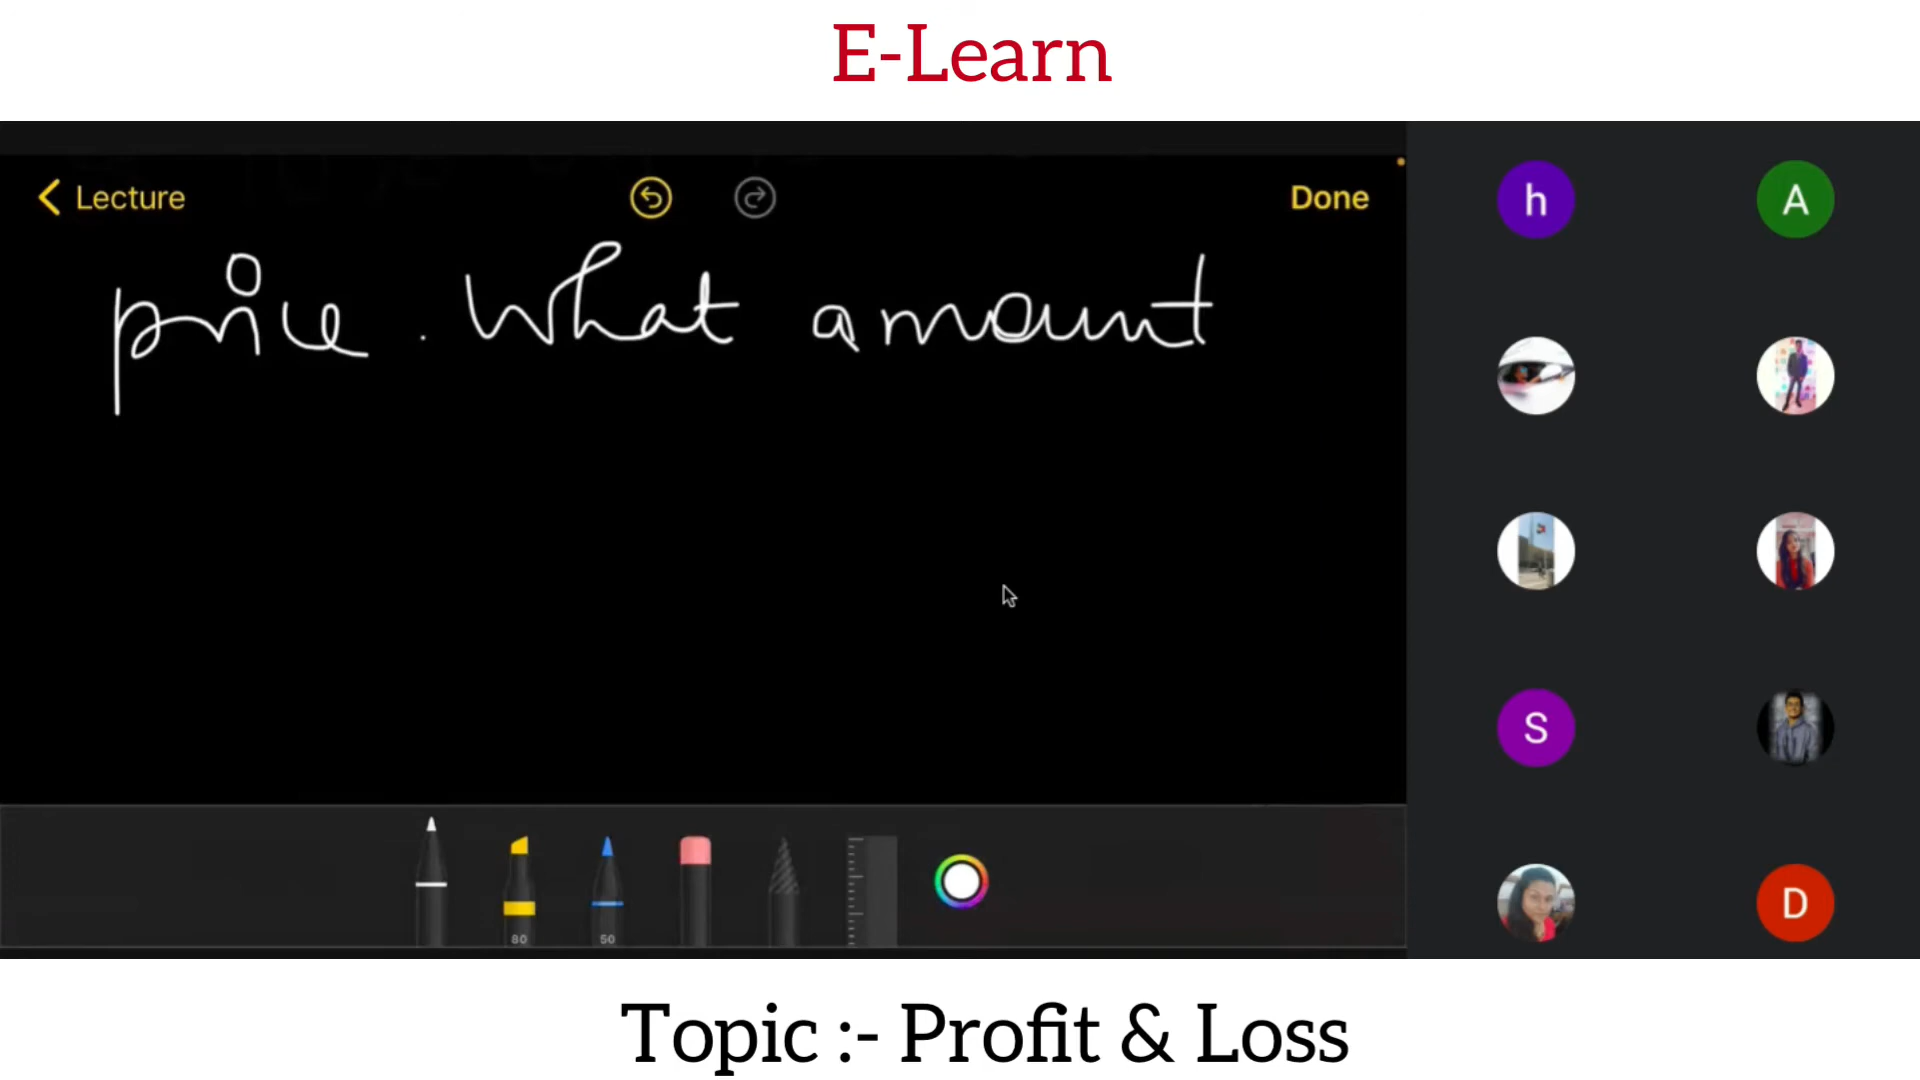 E-Learn
Lecture
Done
h
A
price. What amount
S
D
80
50
Topic :- Profit & Loss